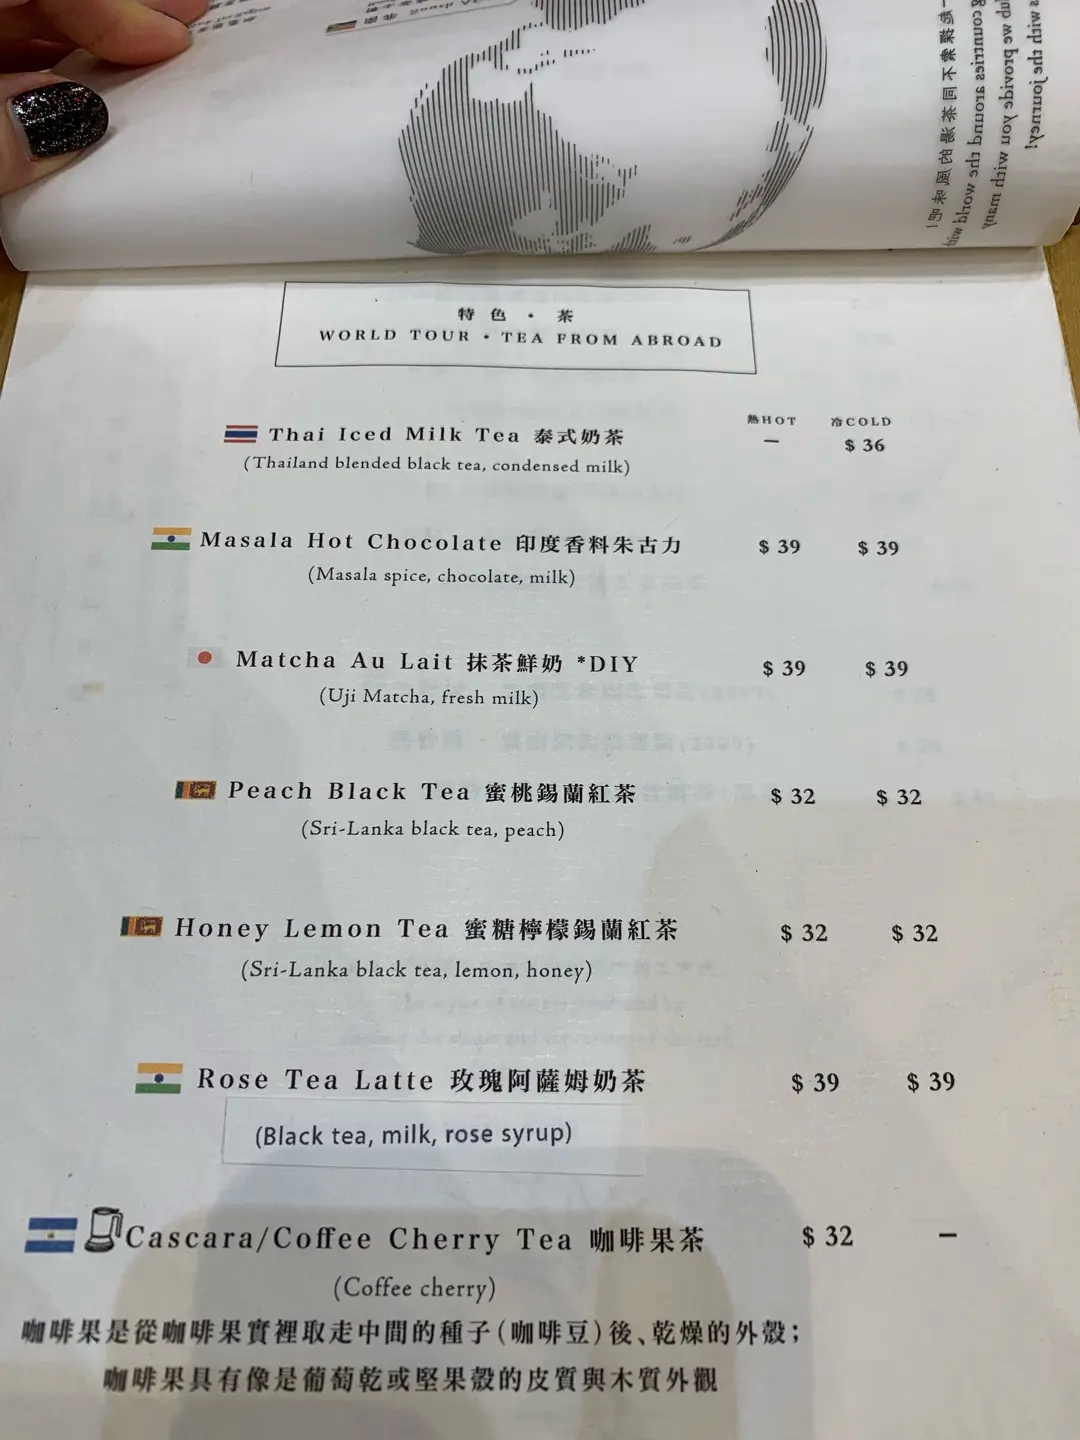 特色・茶
WORLD TOUR • TEA FROM ABROAD
熱HOT 冷COLD
Thai Iced Milk Tea 泰式奶茶 — $ 36
(Thailand blended black tea, condensed milk)
Masala Hot Chocolate 印度香料朱古力 $ 39 $ 39
(Masala spice, chocolate, milk)
Matcha Au Lait 抹茶鮮奶 *DIY $ 39 $ 39
(Uji Matcha, fresh milk)
Peach Black Tea 蜜桃錫蘭紅茶 $ 32 $ 32
(Sri-Lanka black tea, peach)
Honey Lemon Tea 蜜糖檸檬錫蘭紅茶 $ 32 $ 32
(Sri-Lanka black tea, lemon, honey)
Rose Tea Latte 玫瑰阿薩姆奶茶 $ 39 $ 39
(Black tea, milk, rose syrup)
Cascara/Coffee Cherry Tea 咖啡果茶 $ 32 —
(Coffee cherry)
咖啡果是從咖啡果實裡取走中間的種子(咖啡豆)後、乾燥的外殼；
咖啡果具有像是葡萄乾或堅果殼的皮質與木質外觀